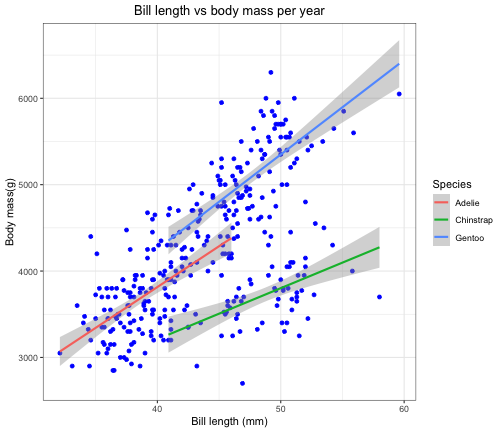 Bill length vs body mass per year
Body mass(g)
6000
5000
4000
3000
40
50
60
Bill length (mm)
Species
Adelie
Chinstrap
Gentoo